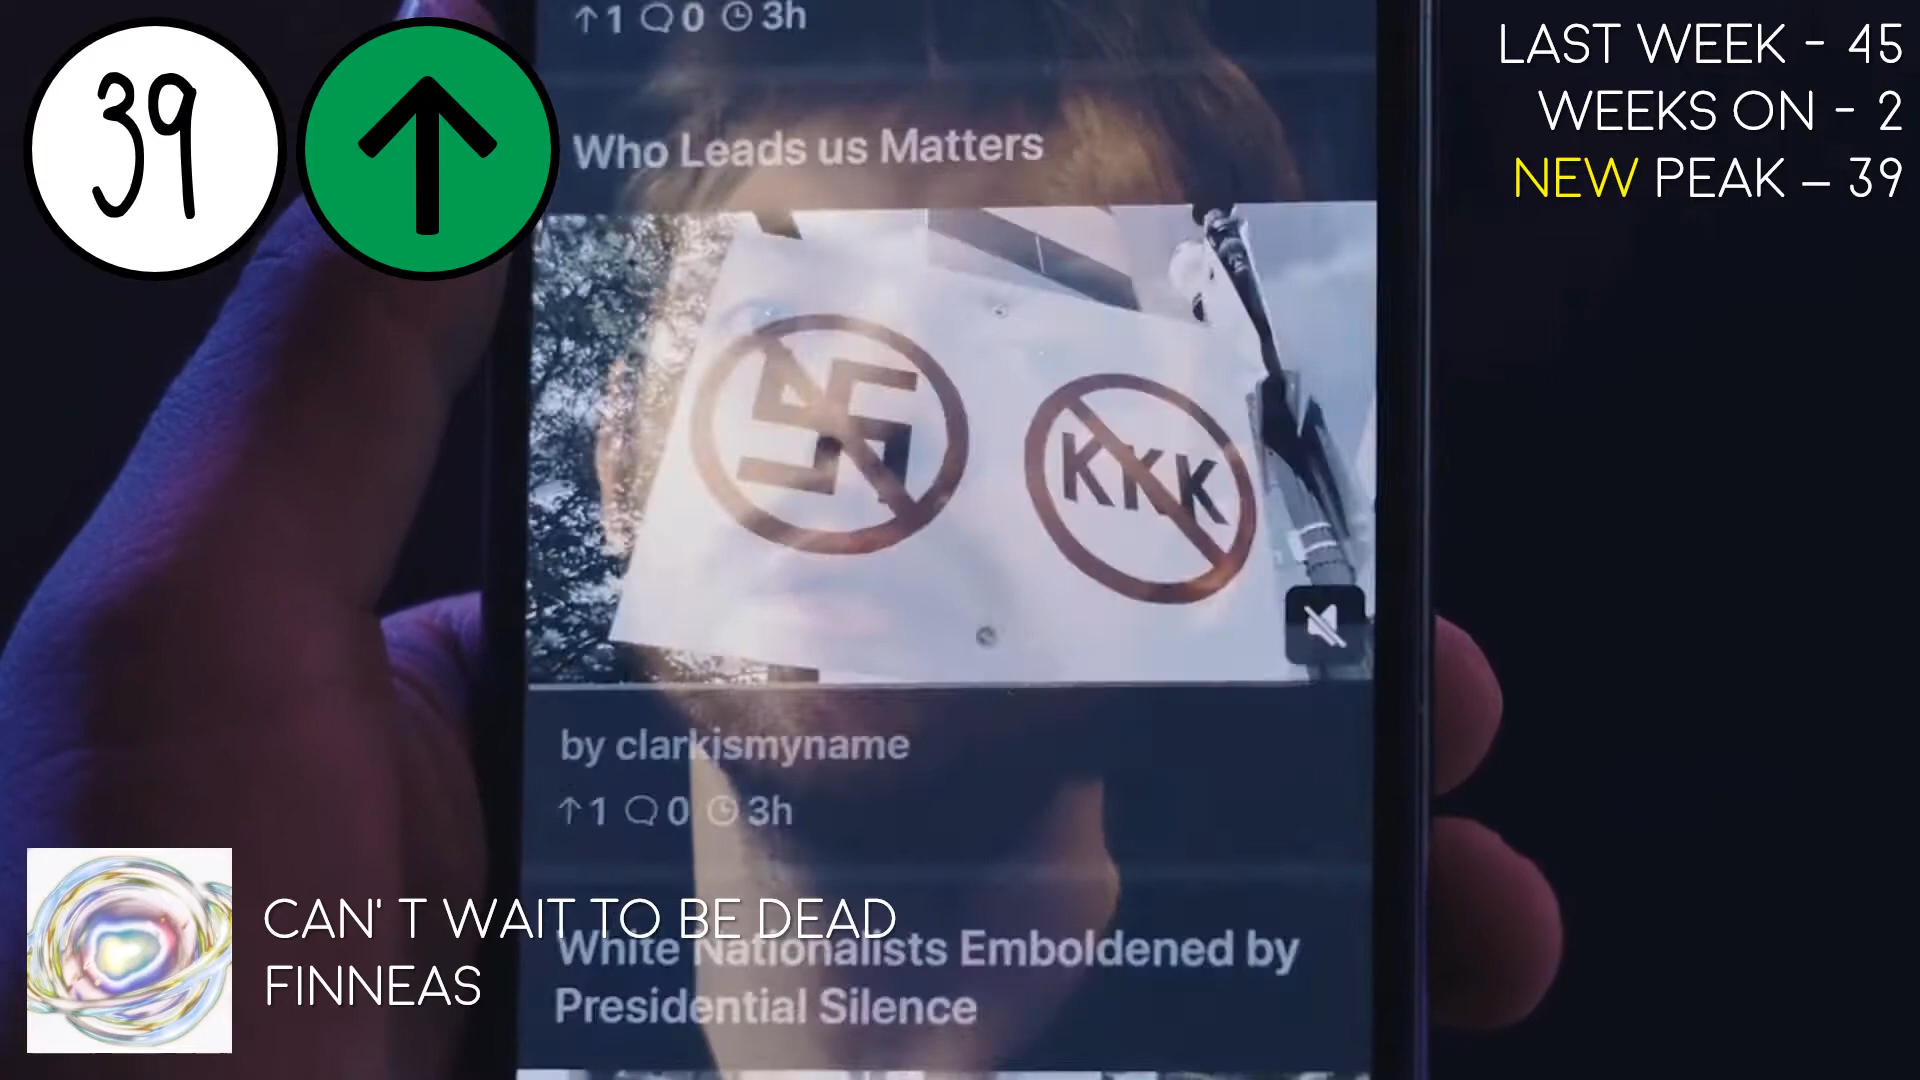 39
LAST WEEK - 45
WEEKS ON - 2
NEW PEAK – 39
1 0 3h
Who Leads us Matters
KKK
by clarkismyname
1 0 3h
CAN'T WAIT TO BE DEAD
FINNEAS
White Nationalists Emboldened by
Presidential Silence